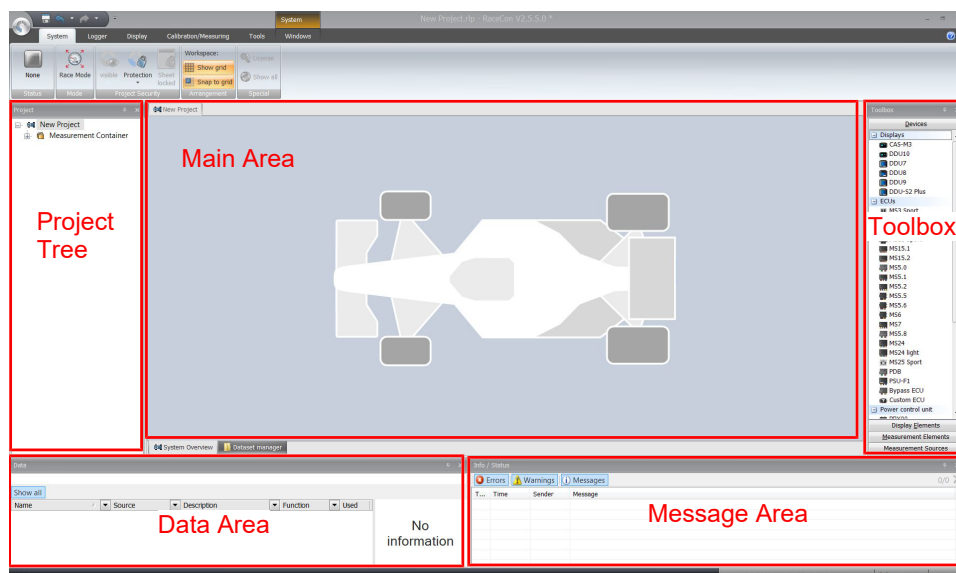 System
New Project.rlp - RaceCon V2.5.5.0 *
System
Logger
Display
Calibration/Measuring
Tools
Windows
None
Status
Race Mode
Mode
visible
Protection
Sheet
locked
Project Security
Workspace:
Show grid
Snap to grid
Arrangement
License
Show all
Special
Project
New Project
Measurement Container
Project
Tree
New Project
Main Area
System Overview
Dataset manager
Toolbox
Devices
Displays
CAS-M3
DDU10
DDU7
DDU8
DDU9
DDU-S2 Plus
ECUs
MS3 Sport
Toolbox
MS15.1
MS15.2
MS5.0
MS5.1
MS5.2
MS5.5
MS5.6
MS6
MS7
MS5.8
MS24
MS24 light
MS25 Sport
PDB
PSU-F1
Bypass ECU
Custom ECU
Power control unit
Display Elements
Measurement Elements
Measurement Sources
Data
Show all
Name
Source
Description
Function
Used
Data Area
No
information
Info / Status
Errors
Warnings
Messages
0/0
T...
Time
Sender
Message
Message Area